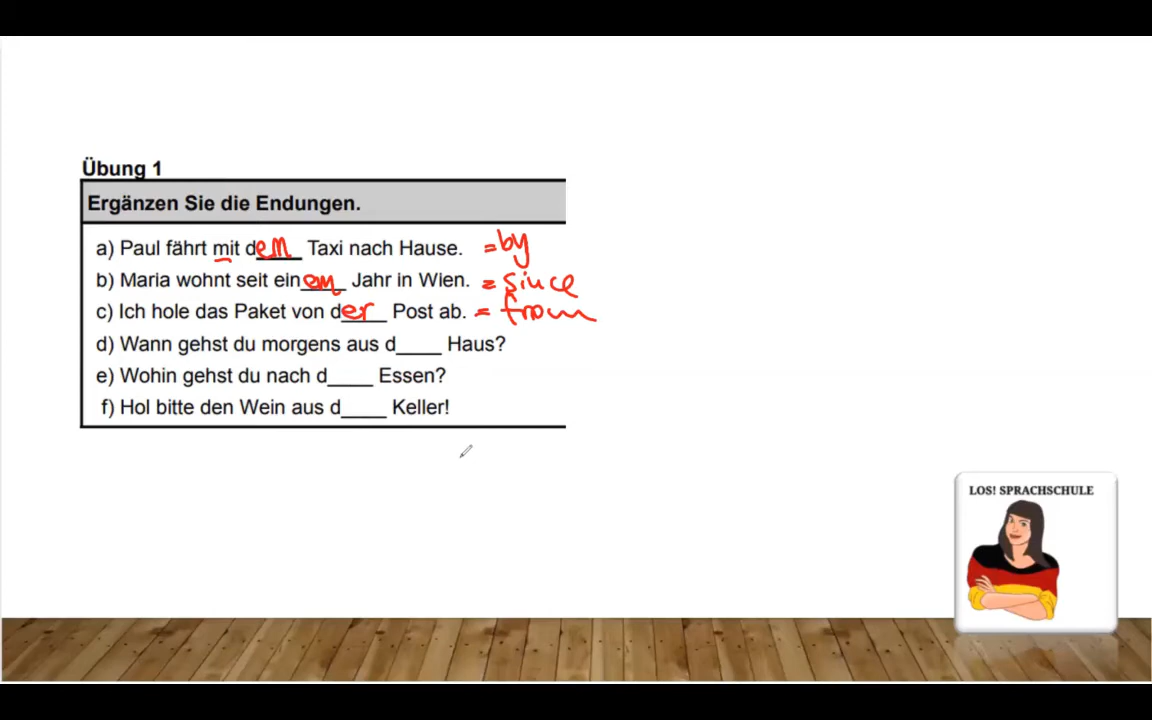 Übung 1
Ergänzen Sie die Endungen.
a) Paul fährt mit dem Taxi nach Hause. = by
b) Maria wohnt seit einem Jahr in Wien. = since
c) Ich hole das Paket von der Post ab. = from
d) Wann gehst du morgens aus d____ Haus?
e) Wohin gehst du nach d____ Essen?
f) Hol bitte den Wein aus d____ Keller!
LOS! SPRACHSCHULE